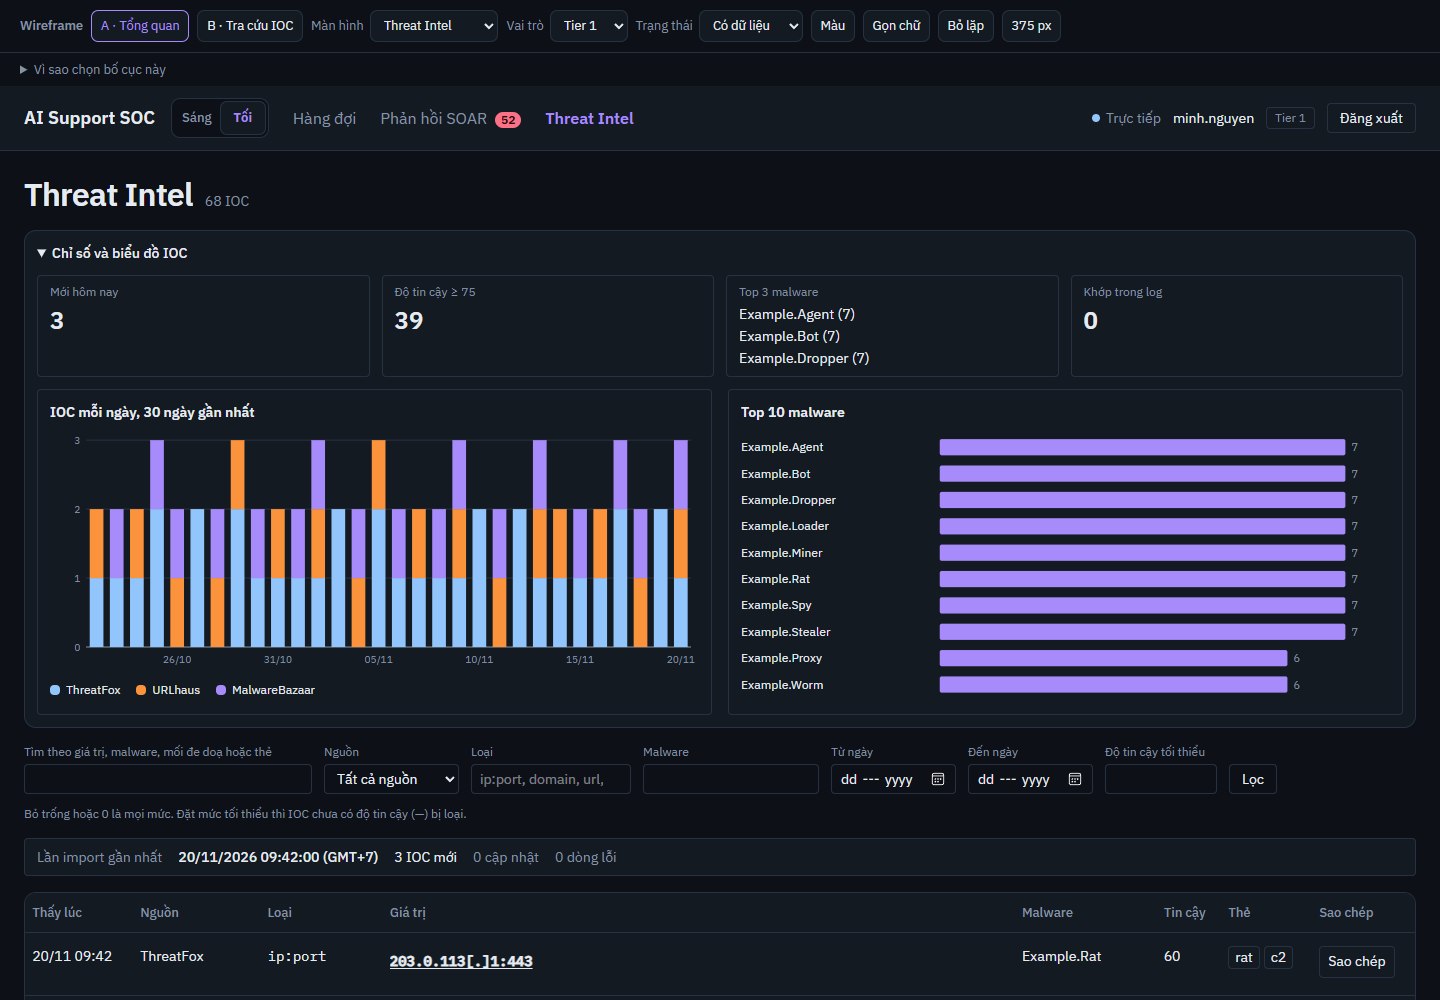 Wireframe A · Tổng quan B · Tra cứu IOC Màn hình Threat Intel Vai trò Tier 1 Trạng thái Có dữ liệu Màu Gọn chữ Bỏ lặp 375 px
Vì sao chọn bố cục này
AI Support SOC Sáng Tối Hàng đợi Phản hồi SOAR 52 Threat Intel Trực tiếp minh.nguyen Tier 1 Đăng xuất
Threat Intel 68 IOC
Chỉ số và biểu đồ IOC
Mới hôm nay
3
Độ tin cậy ≥ 75
39
Top 3 malware
Example.Agent (7)
Example.Bot (7)
Example.Dropper (7)
Khớp trong log
0
IOC mỗi ngày, 30 ngày gần nhất
3
2
1
0
26/10 31/10 05/11 10/11 15/11 20/11
ThreatFox URLhaus MalwareBazaar
Top 10 malware
Example.Agent 7
Example.Bot 7
Example.Dropper 7
Example.Loader 7
Example.Miner 7
Example.Rat 7
Example.Spy 7
Example.Stealer 7
Example.Proxy 6
Example.Worm 6
Tìm theo giá trị, malware, mối đe doạ hoặc thẻ Nguồn Loại Malware Từ ngày Đến ngày Độ tin cậy tối thiểu
Tất cả nguồn ip:port, domain, url, dd --- yyyy dd --- yyyy Lọc
Bỏ trống hoặc 0 là mọi mức. Đặt mức tối thiểu thì IOC chưa có độ tin cậy (—) bị loại.
Lần import gần nhất 20/11/2026 09:42:00 (GMT+7) 3 IOC mới 0 cập nhật 0 dòng lỗi
Thấy lúc Nguồn Loại Giá trị Malware Tin cậy Thẻ Sao chép
20/11 09:42 ThreatFox ip:port 203.0.113[.]1:443 Example.Rat 60 rat c2 Sao chép